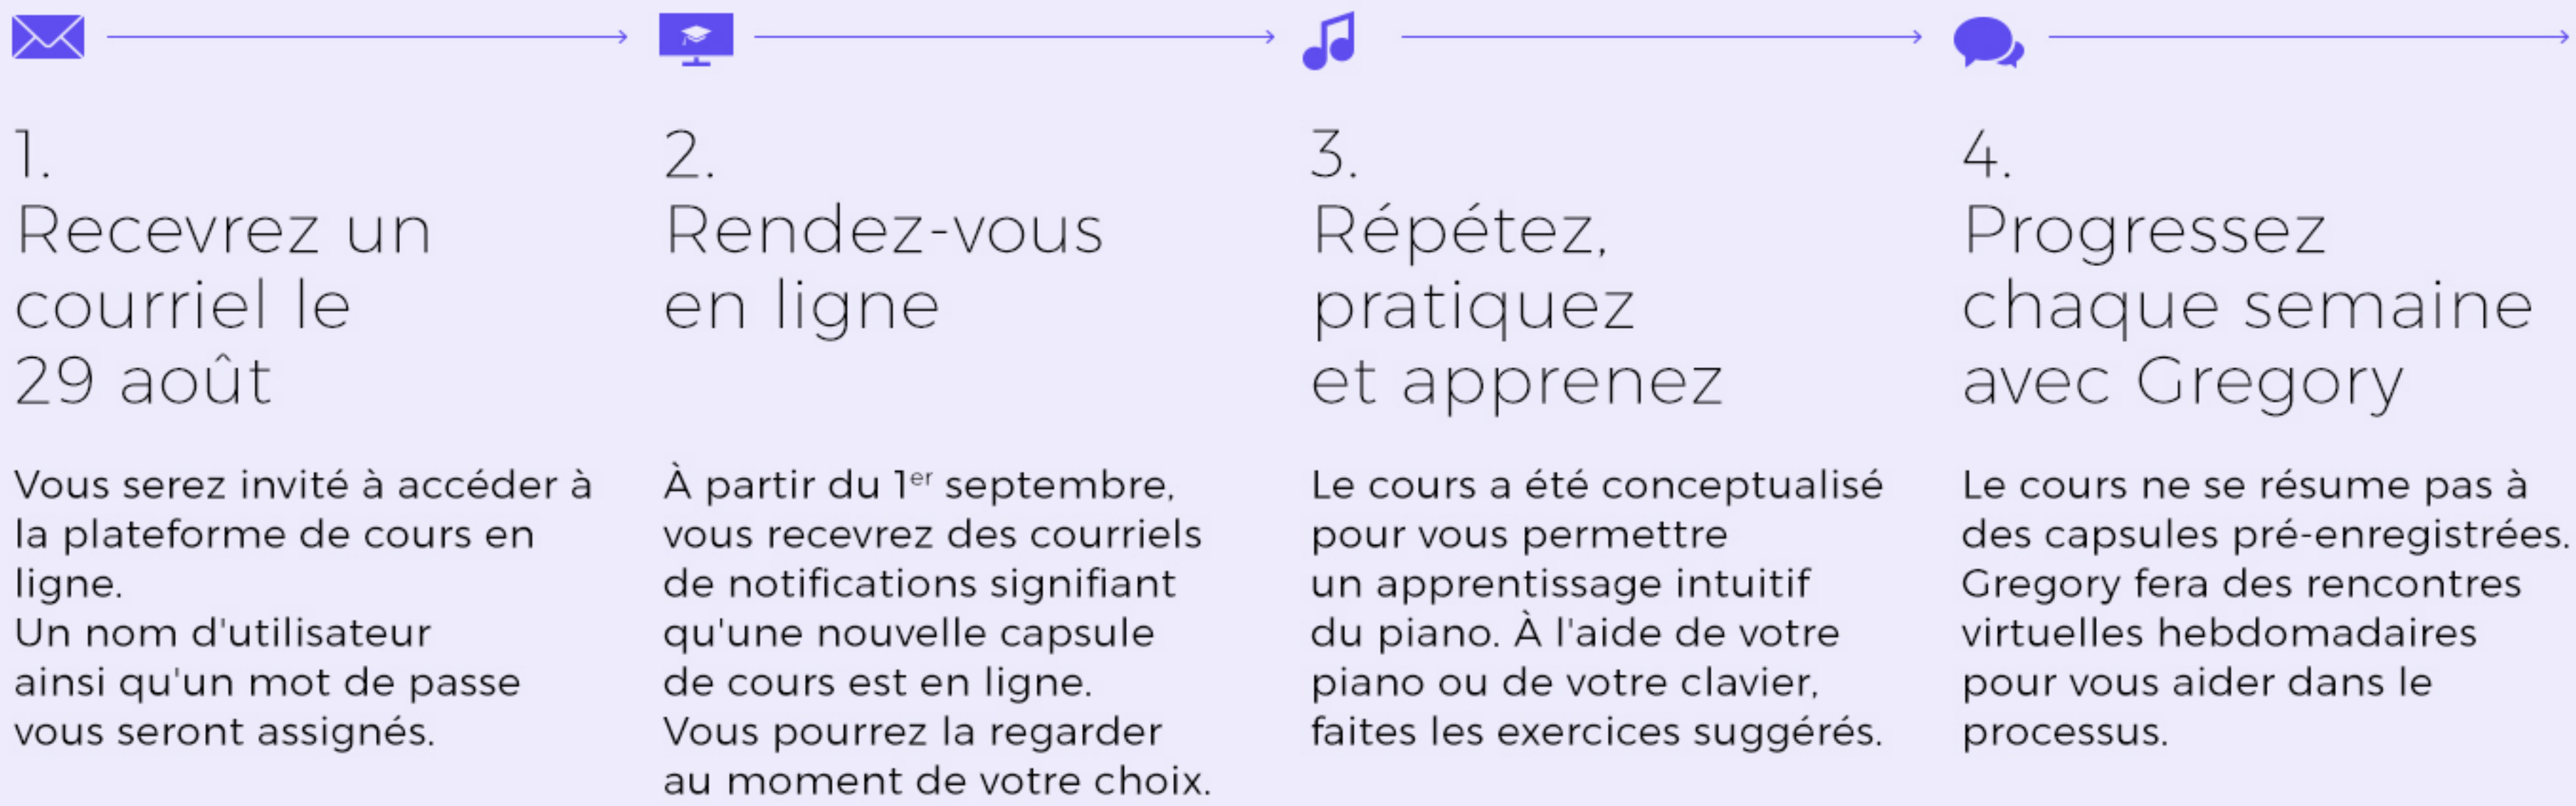 1.
Recevrez un
courriel le
29 août
Vous serez invité à accéder à
la plateforme de cours en
ligne.
Un nom d'utilisateur
ainsi qu'un mot de passe
vous seront assignés.
2.
Rendez-vous
en ligne
À partir du 1er septembre,
vous recevrez des courriels
de notifications signifiant
qu'une nouvelle capsule
de cours est en ligne.
Vous pourrez la regarder
au moment de votre choix.
3.
Répétez,
pratiquez
et apprenez
Le cours a été conceptualisé
pour vous permettre
un apprentissage intuitif
du piano. À l'aide de votre
piano ou de votre clavier,
faites les exercices suggérés.
4.
Progressez
chaque semaine
avec Gregory
Le cours ne se résume pas à
des capsules pré-enregistrées.
Gregory fera des rencontres
virtuelles hebdomadaires
pour vous aider dans le
processus.